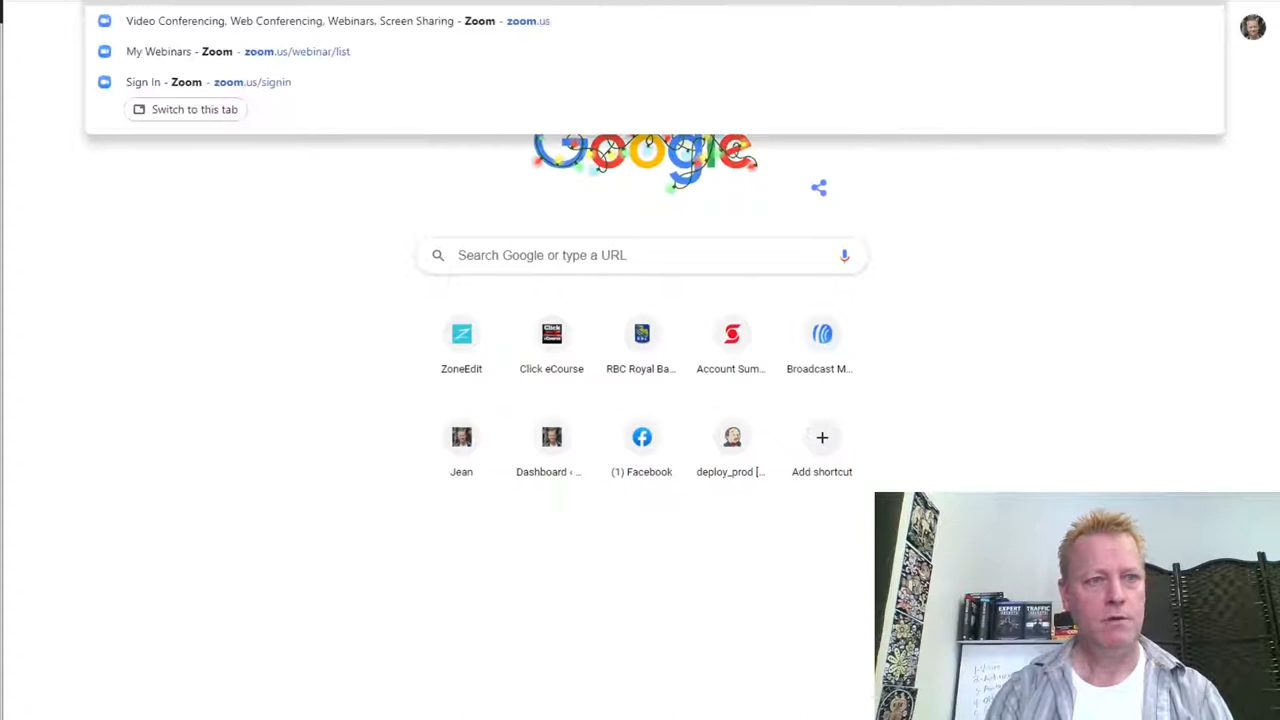 Video Conferencing, Web Conferencing, Webinars, Screen Sharing - Zoom - zoom.us
My Webinars - Zoom - zoom.us/webinar/list
Sign In - Zoom - zoom.us/signin
Switch to this tab
Google
Search Google or type a URL
ZoneEdit
Click eCourse
RBC Royal Ba...
Account Sum...
Broadcast M...
Jean
Dashboard ‹ ...
(1) Facebook
deploy_prod [...
Add shortcut
EXPERT
TRAFFIC